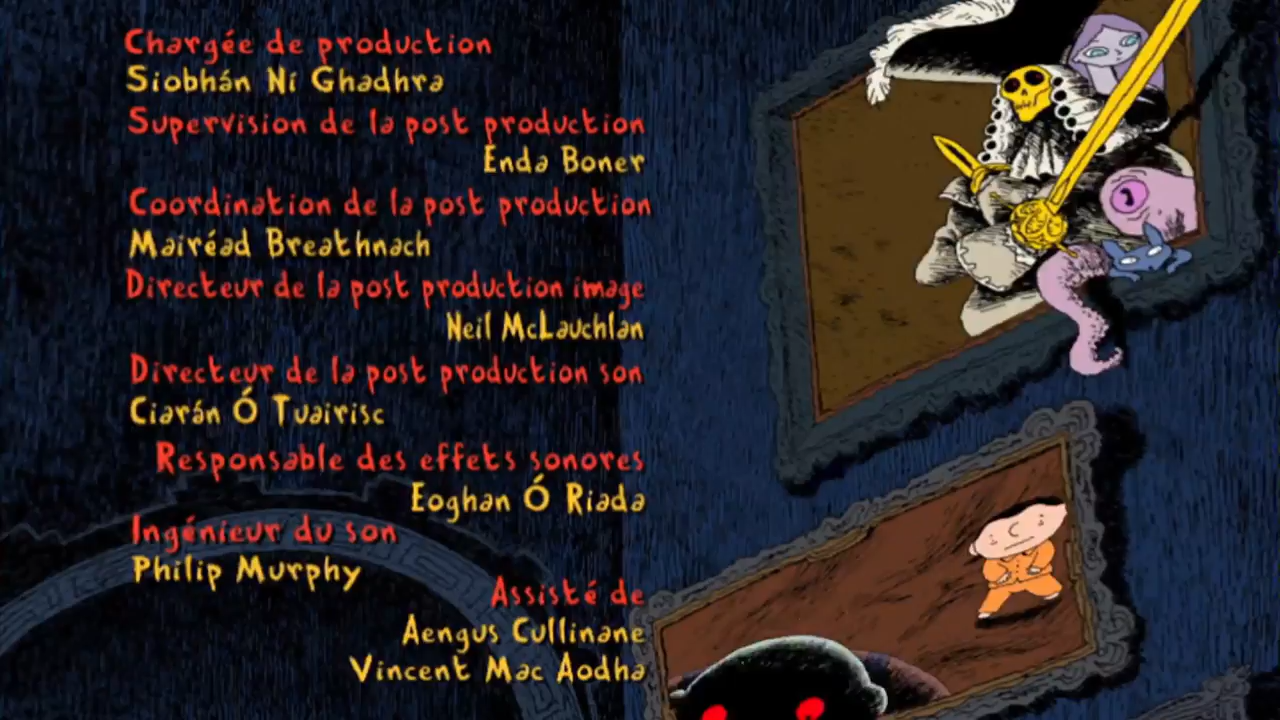 Chargée de production
Siobhán Ní Ghadhra
Supervision de la post production
Enda Boner
Coordination de la post production
Mairéad Breathnach
Directeur de la post production image
Neil McLauchlan
Directeur de la post production son
Ciarán Ó Tuairisc
Responsable des effets sonores
Eoghan Ó Riada
Ingénieur du son
Philip Murphy
Assisté de
Aengus Cullinane
Vincent Mac Aodha